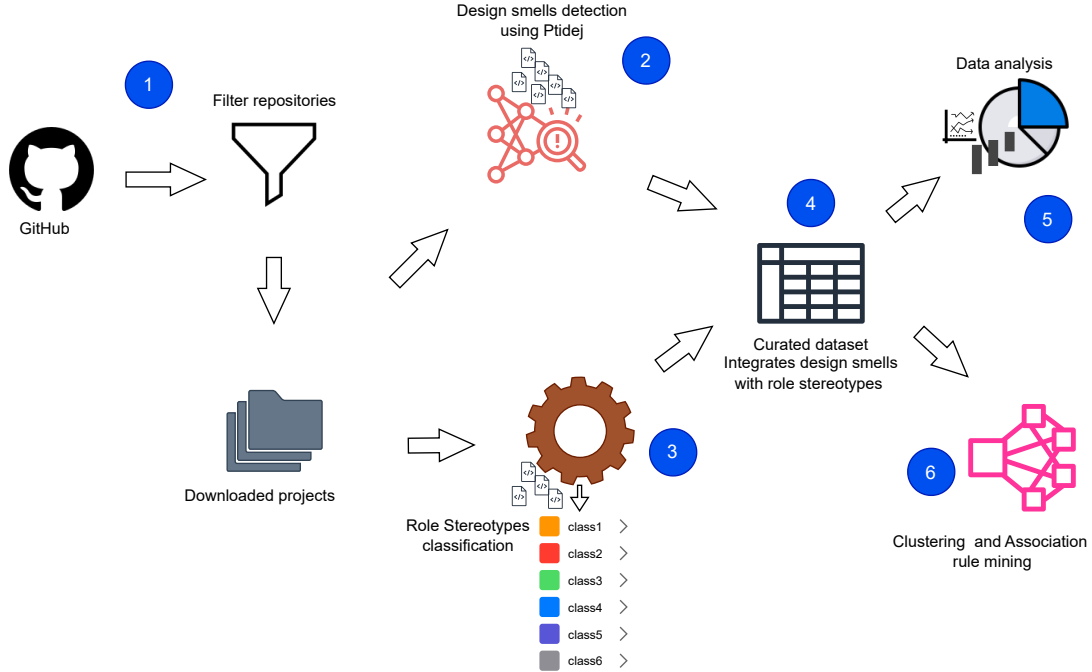 1
Filter repositories
GitHub
Downloaded projects
Design smells detection
using Ptidej
2
3
Role Stereotypes
classification
class1
class2
class3
class4
class5
class6
4
Curated dataset
Integrates design smells
with role stereotypes
Data analysis
5
6
Clustering and Association
rule mining